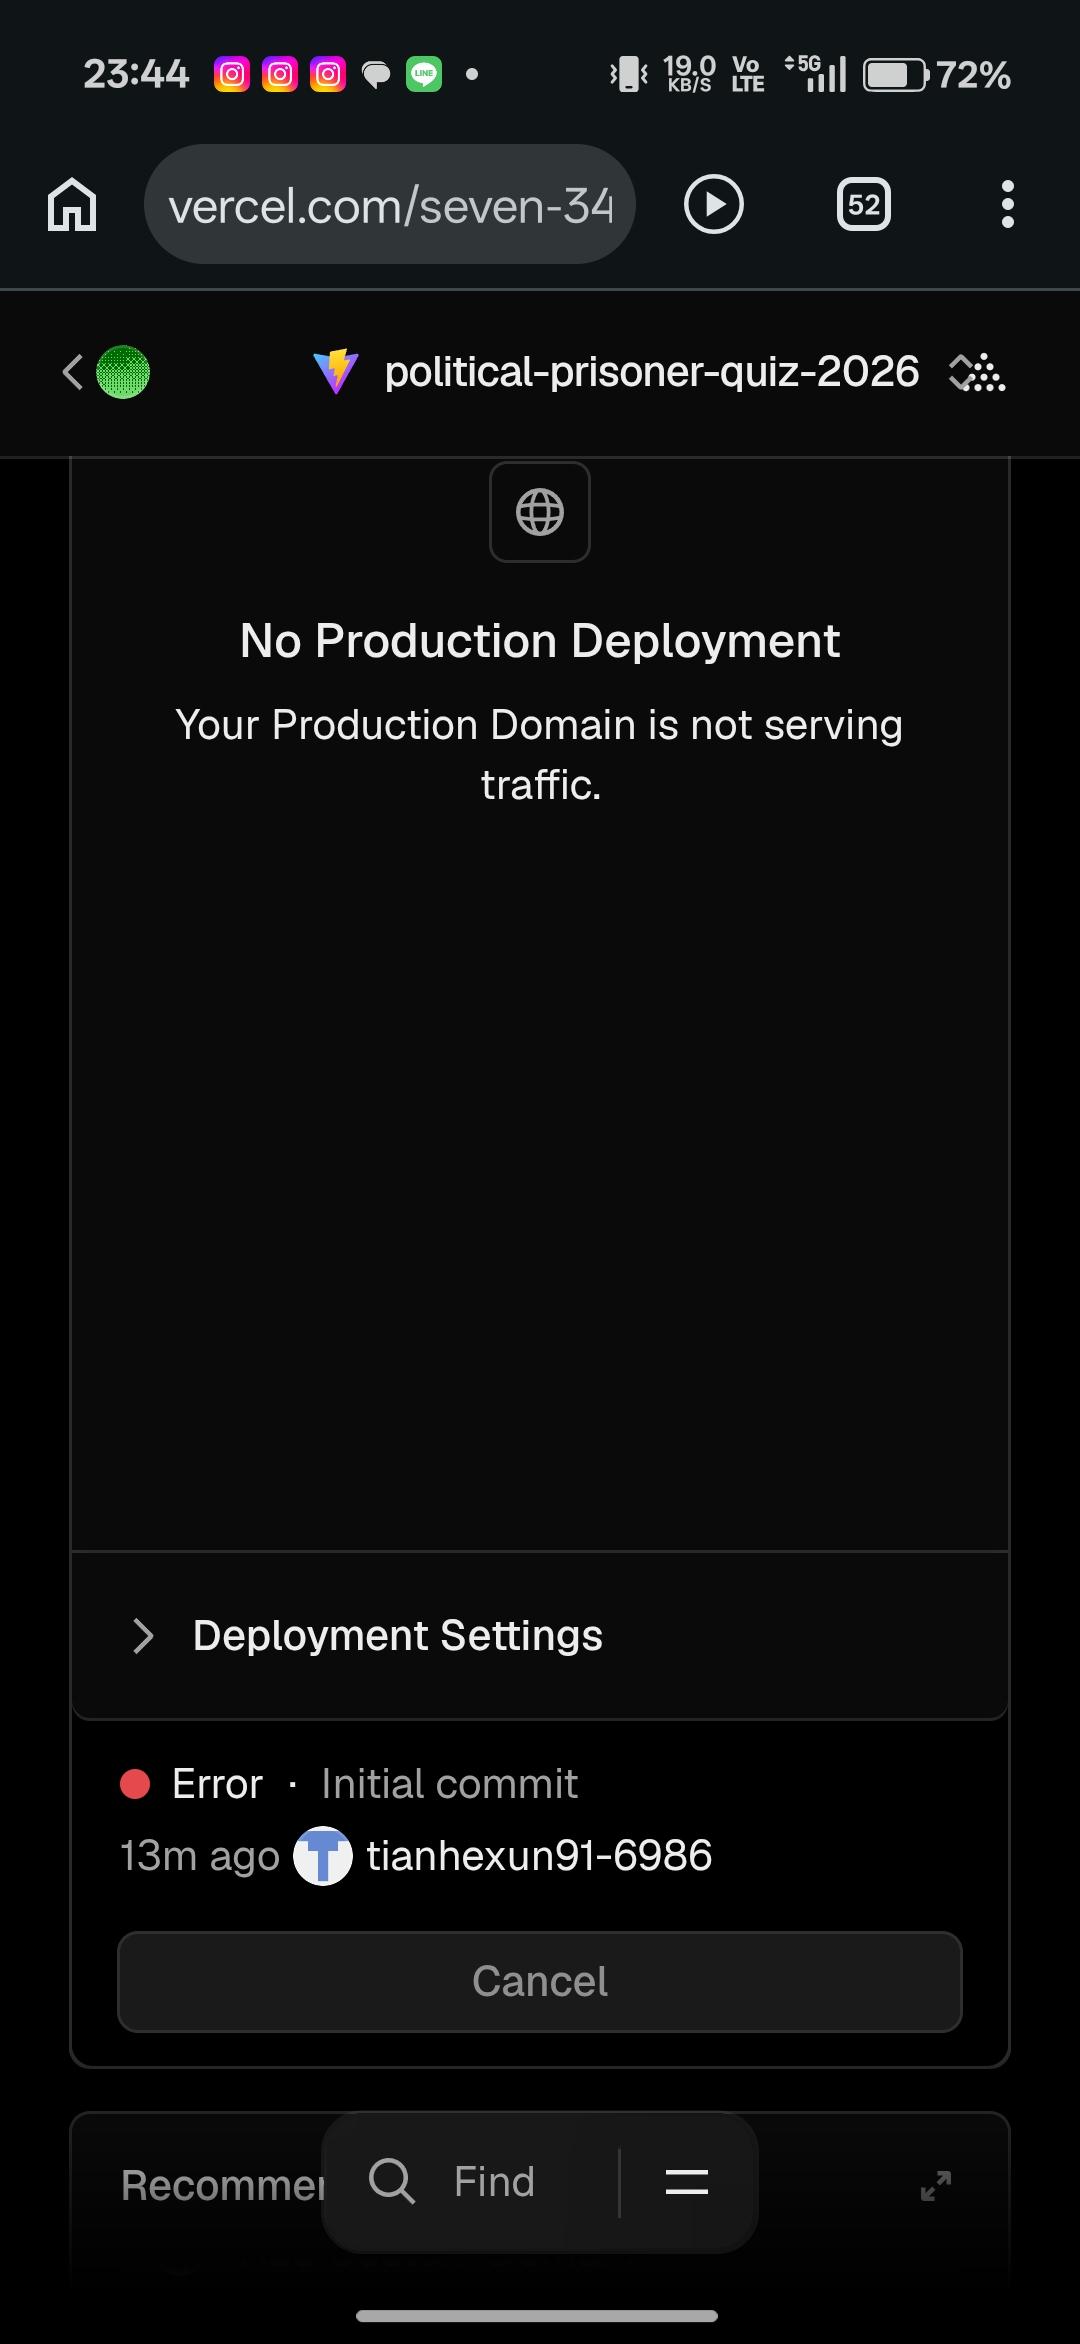 23:44
LINE
19.0
KB/S
Vo
LTE
5G
72%
vercel.com/seven-34
52
political-prisoner-quiz-2026
No Production Deployment
Your Production Domain is not serving
traffic.
Deployment Settings
Error · Initial commit
13m ago T tianhexun91-6986
Cancel
Find